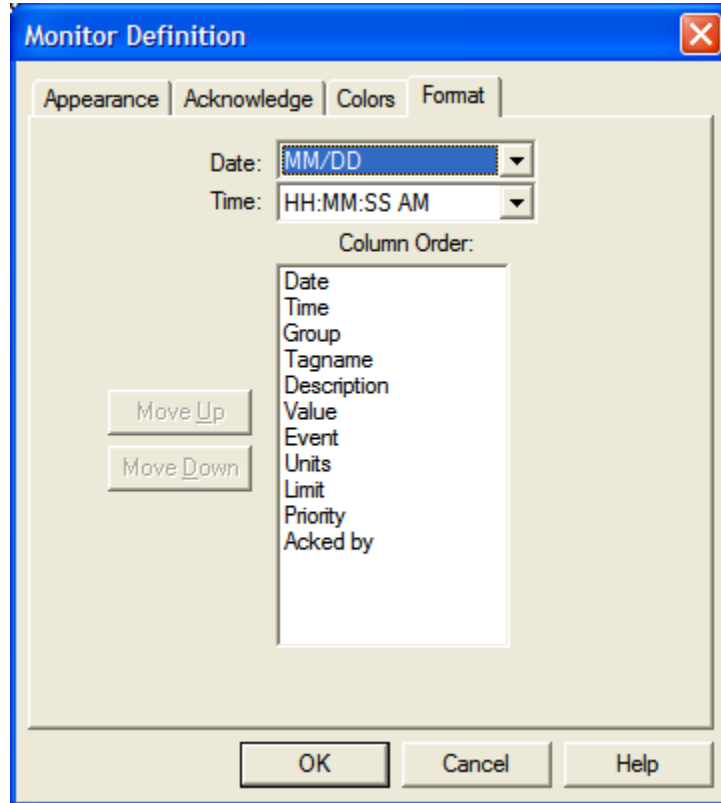 Monitor Definition
Appearance Acknowledge Colors Format
Date: MM/DD
Time: HH:MM:SS AM
Column Order:
Date
Time
Group
Tagname
Description
Value
Event
Units
Limit
Priority
Acked by
Move Up
Move Down
OK Cancel Help